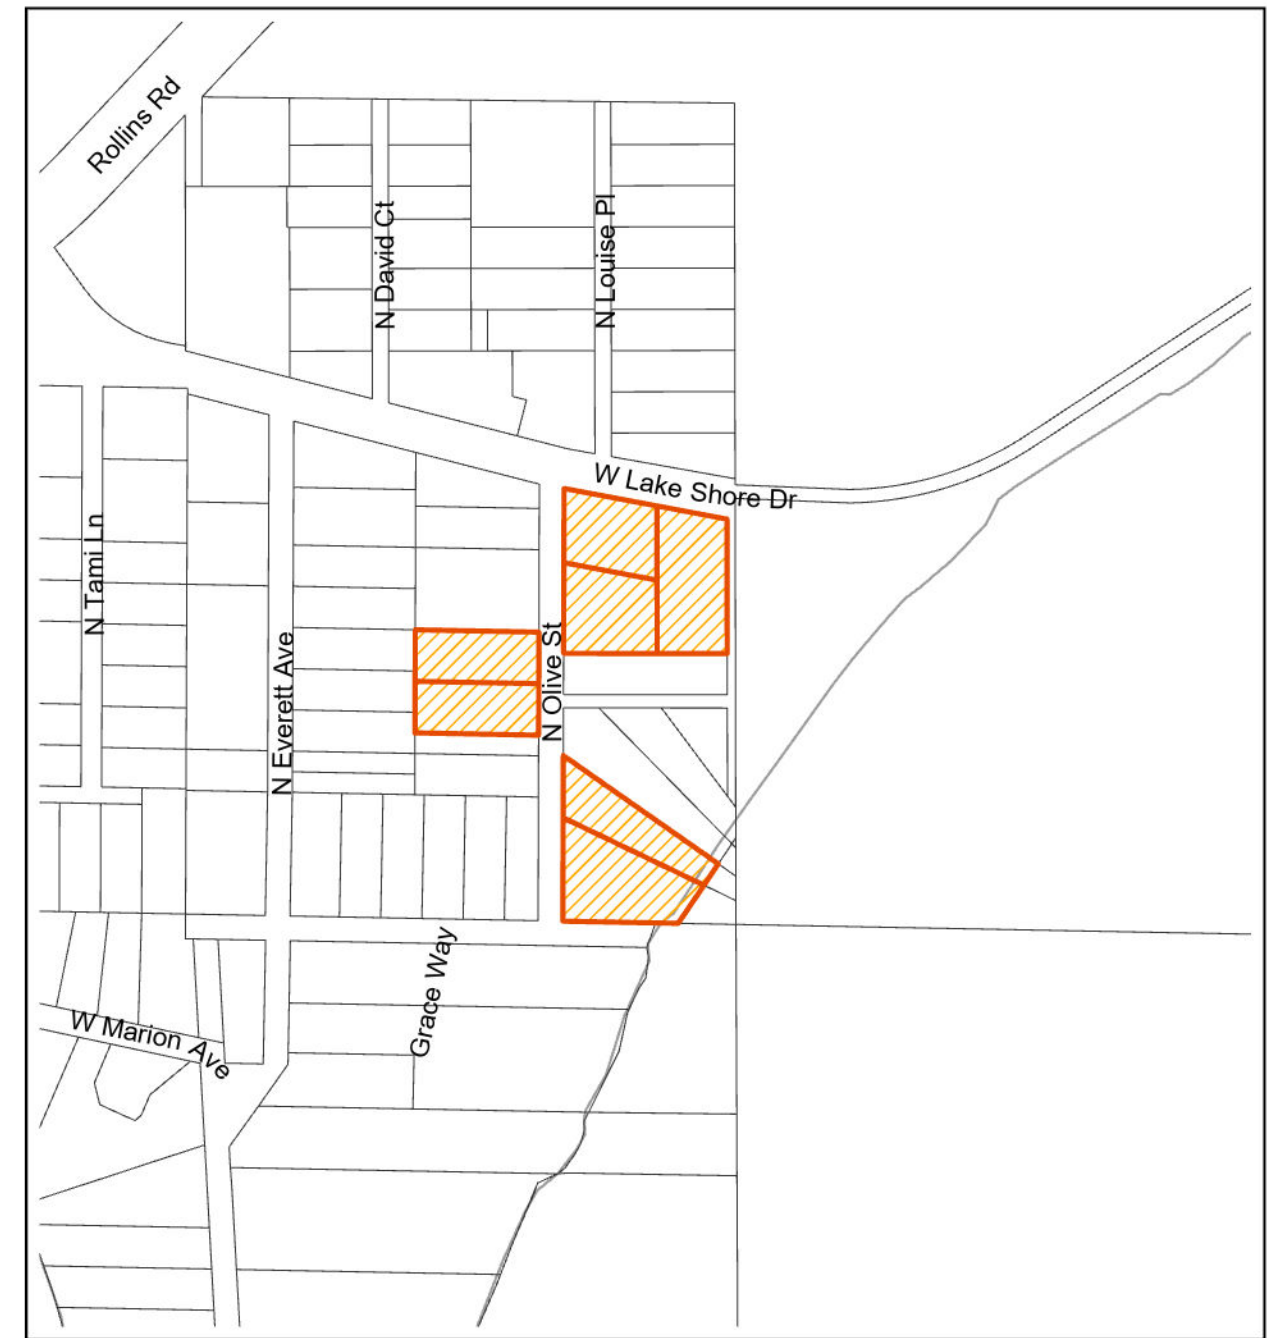 Rollins Rd
N David Ct
N Louise Pl
W Lake Shore Dr
N Tami Ln
N Everett Ave
N Olive St
Grace Way
W Marion Ave